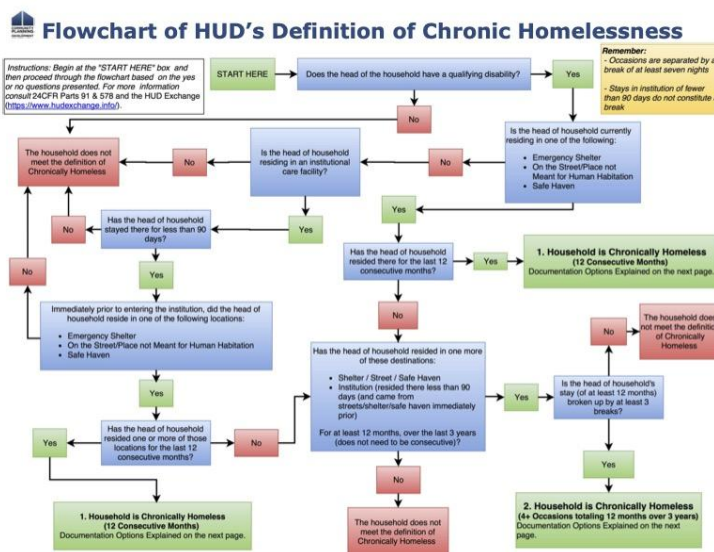 COMMUNITY
PLANNING
DEVELOPMENT
Flowchart of HUD's Definition of Chronic Homelessness
Instructions: Begin at the "START HERE" box and
then proceed through the flowchart based on the yes
or no questions presented. For more information
consult 24CFR Parts 91 & 578 and the HUD Exchange
(https://www.hudexchange.info/).
START HERE
Does the head of the household have a qualifying disability?
Yes
Remember:
- Occasions are separated by a
break of at least seven nights
- Stays in institution of fewer
than 90 days do not constitute
break
No
The household does not
meet the definition of
Chronically Homeless
No
Is the head of household
residing in an institutional
care facility?
No
Is the head of household currently
residing in one of the following:
• Emergency Shelter
• On the Street/Place not
Meant for Human Habitation
• Safe Haven
Yes
No
Has the head of household
stayed there for less than 90
days?
Yes
Has the head of household
resided there for the last 12
consecutive months?
Yes
1. Household is Chronically Homeless
(12 Consecutive Months)
Documentation Options Explained on the next page.
No
Yes
Immediately prior to entering the institution, did the head of
household reside in one of the following locations:
• Emergency Shelter
• On the Street/Place not Meant for Human Habitation
• Safe Haven
No
Has the head of household resided in one more
of these destinations:
• Shelter / Street / Safe Haven
• Institution (resided there less than 90
days (and came from
streets/shelter/safe haven immediately
prior)
For at least 12 months, over the last 3 years
(does not need to be consecutive)?
No
The household does
not meet the definition
of Chronically
Homeless
Yes
Is the head of household's
stay (of at least 12 months)
broken up by at least 3
breaks?
Yes
Yes
Has the head of household
resided one or more of those
locations for the last 12
consecutive months?
No
Yes
No
1. Household is Chronically Homeless
(12 Consecutive Months)
Documentation Options Explained on the next page.
The household does not
meet the definition of
Chronically Homeless
2. Household is Chronically Homeless
(4+ Occasions totaling 12 months over 3 years)
Documentation Options Explained on the next
page.